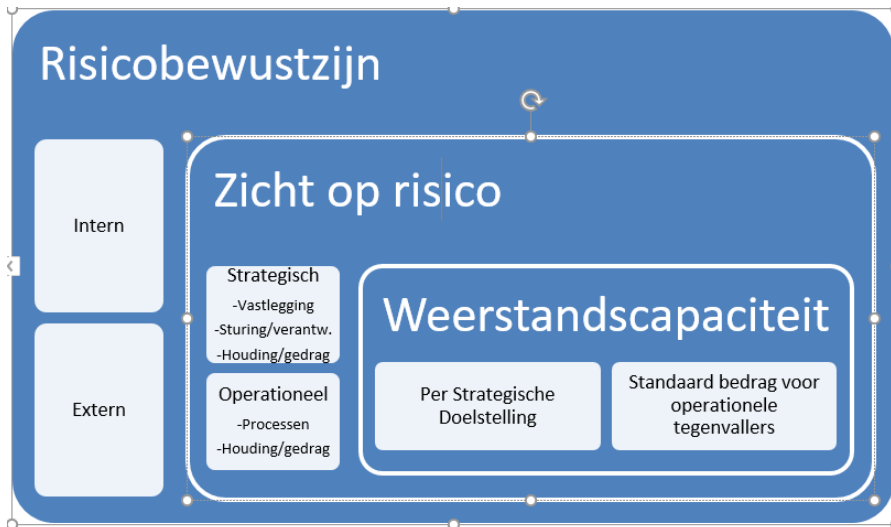 Risicobewustzijn
Intern
Extern
Zicht op risico
Strategisch
-Vastlegging
-Sturing/verantw.
-Houding/gedrag
Operationeel
-Processen
-Houding/gedrag
Weerstandscapaciteit
Per Strategische
Doelstelling
Standaard bedrag voor
operationele
tegenvallers